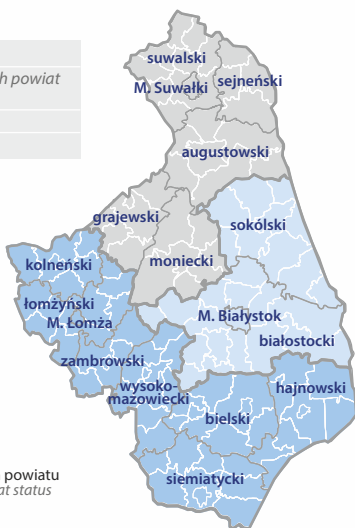 h powiat
suwalski
M. Suwałki
sejneński
augustowski
grajewski
sokólski
kolneński
moniecki
łomżyński
M. Łomża
M. Białystok
zambrowski
białostocki
wysoko-
mazowiecki
hajnowski
bielski
siemiatycki
powiatu
at status